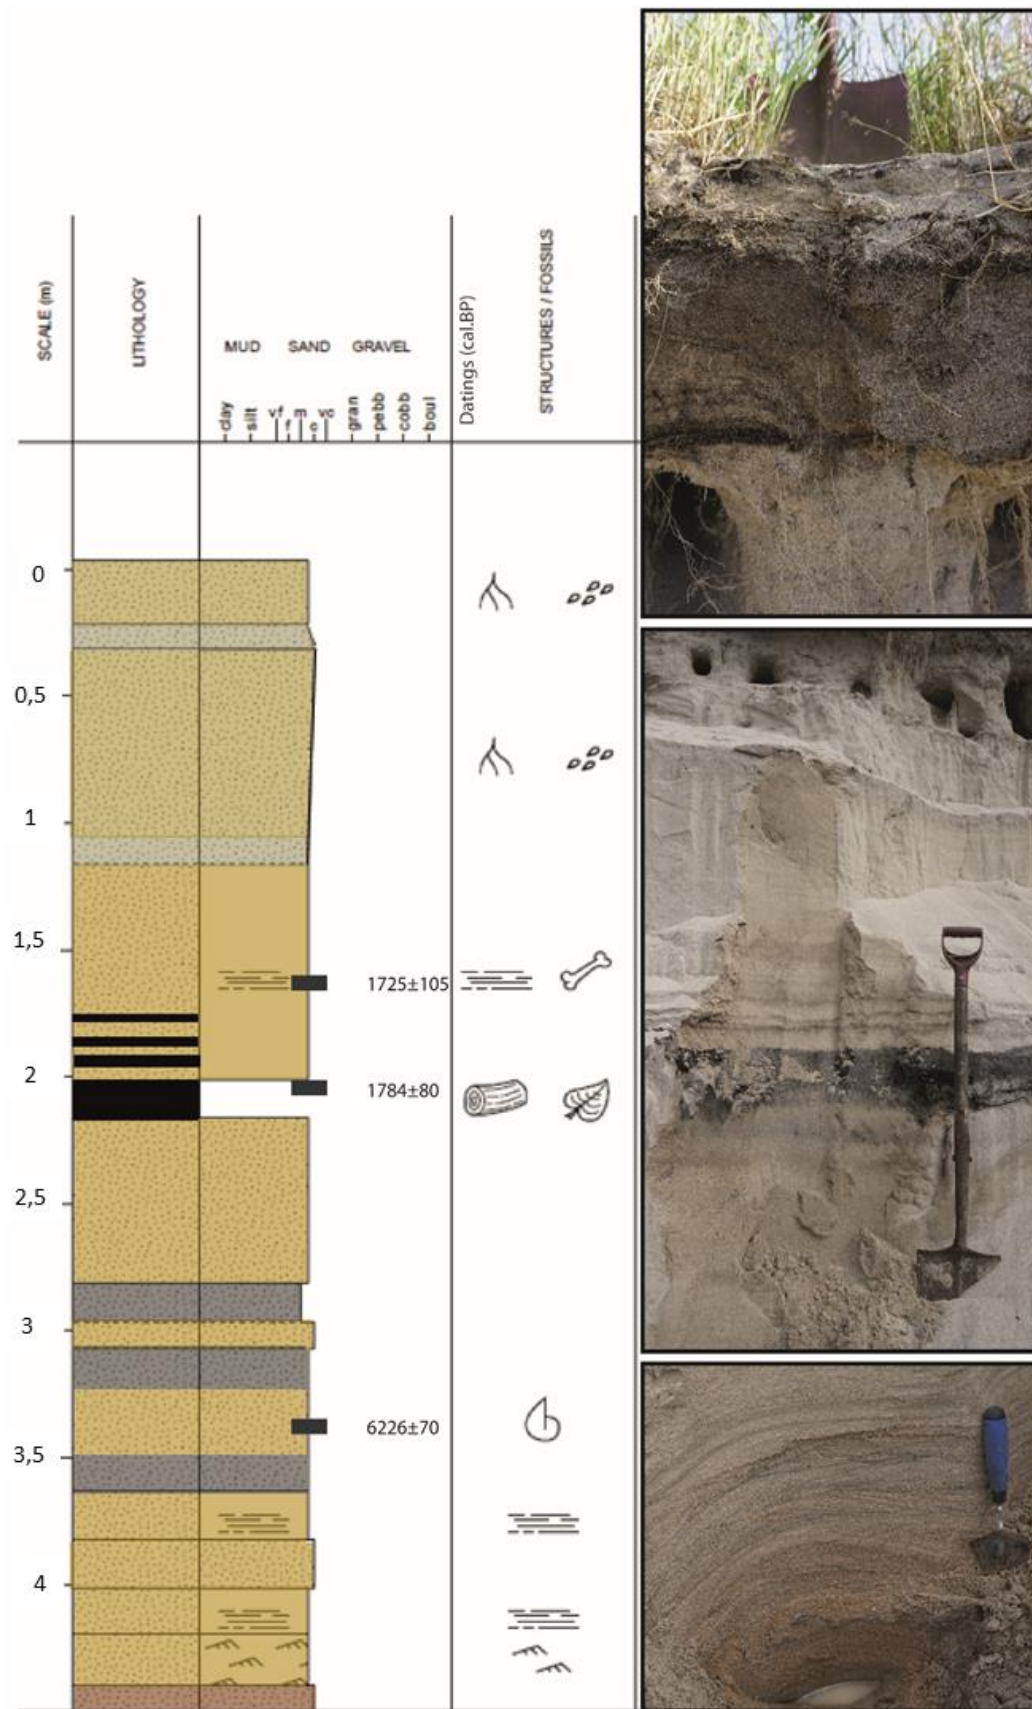 SCALE (m)
LITHOLOGY
MUD SAND GRAVEL
clay
silt
vf
f
m
c
vc
gran
pebb
cobb
boul
Datings (cal.BP)
STRUCTURES / FOSSILS
0
0,5
1
1,5
1725±105
2
1784±80
2,5
3
6226±70
3,5
4